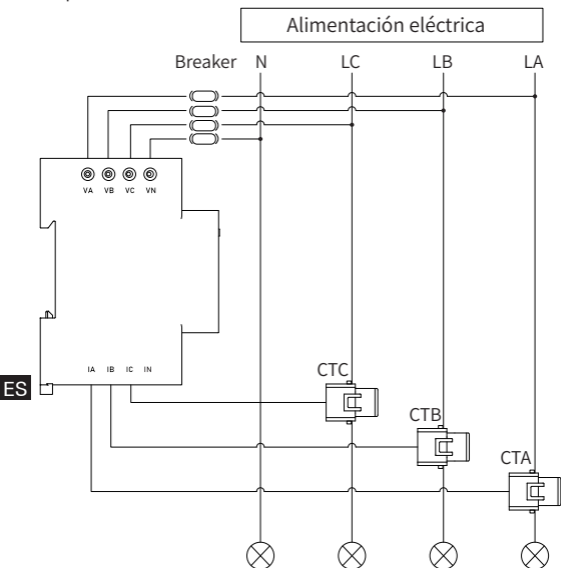 Alimentación eléctrica
Breaker N LC LB LA
VA VB VC VN
IA IB IC IN
ES
CTC
CTB
CTA